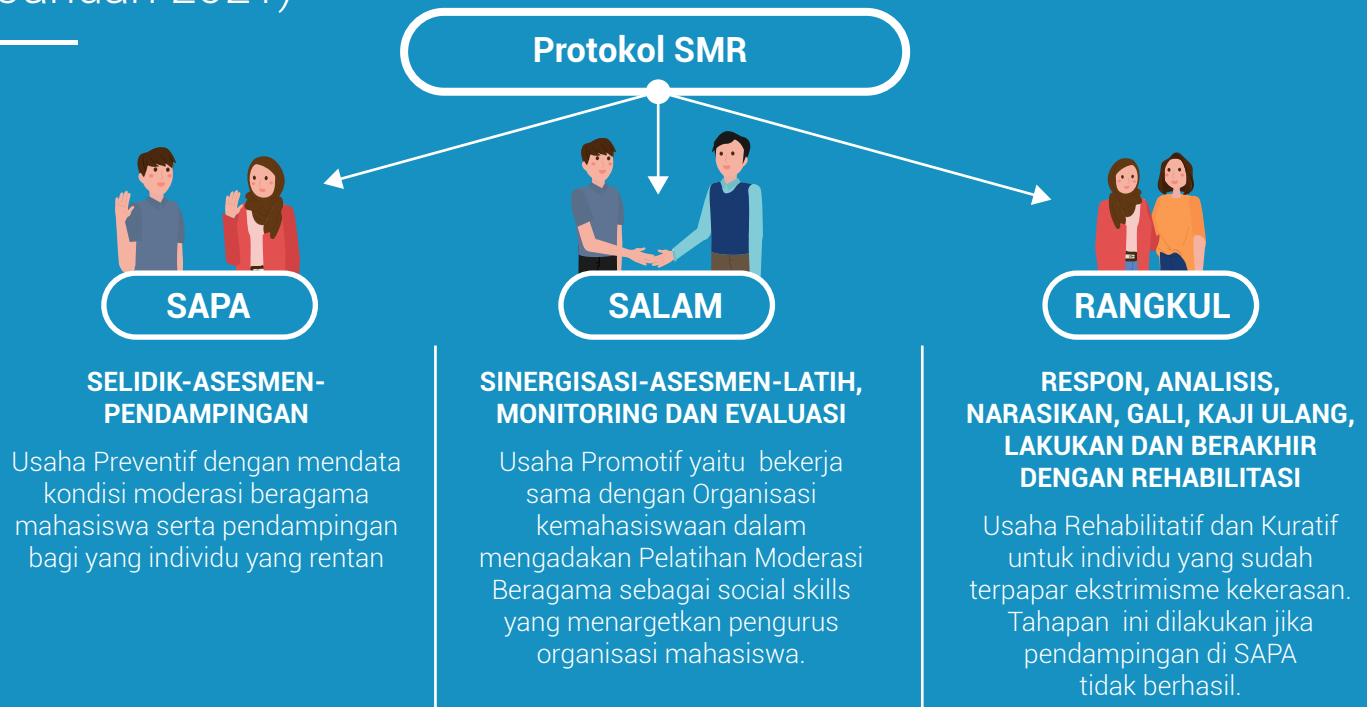 2021)
Protokol SMR
SAPA
SELIDIK-ASESMEN-
PENDAMPINGAN
Usaha Preventif dengan mendata
kondisi moderasi beragama
mahasiswa serta pendampingan
bagi yang individu yang rentan
SALAM
SINERGISASI-ASESMEN-LATIH,
MONITORING DAN EVALUASI
Usaha Promotif yaitu bekerja
sama dengan Organisasi
kemahasiswaan dalam
mengadakan Pelatihan Moderasi
Beragama sebagai social skills
yang menargetkan pengurus
organisasi mahasiswa.
RANGKUL
RESPON, ANALISIS,
NARASIKAN, GALI, KAJI ULANG,
LAKUKAN DAN BERAKHIR
DENGAN REHABILITASI
Usaha Rehabilitatif dan Kuratif
untuk individu yang sudah
terpapar ekstrimisme kekerasan.
Tahapan ini dilakukan jika
pendampingan di SAPA
tidak berhasil.